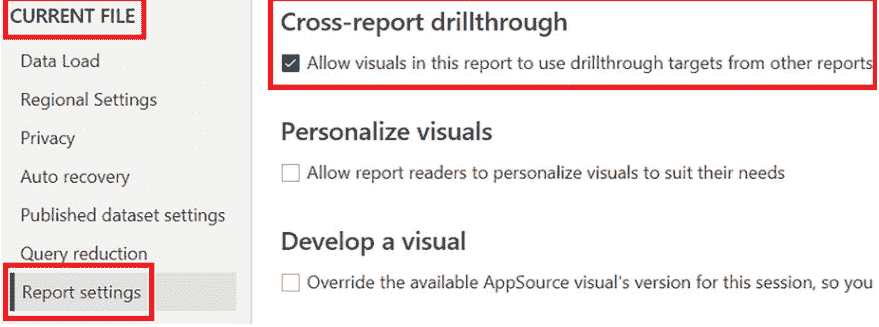 CURRENT FILE
Data Load
Regional Settings
Privacy
Auto recovery
Published dataset settings
Query reduction
Report settings
Cross-report drillthrough
Allow visuals in this report to use drillthrough targets from other reports
Personalize visuals
Allow report readers to personalize visuals to suit their needs
Develop a visual
Override the available AppSource visual's version for this session, so you